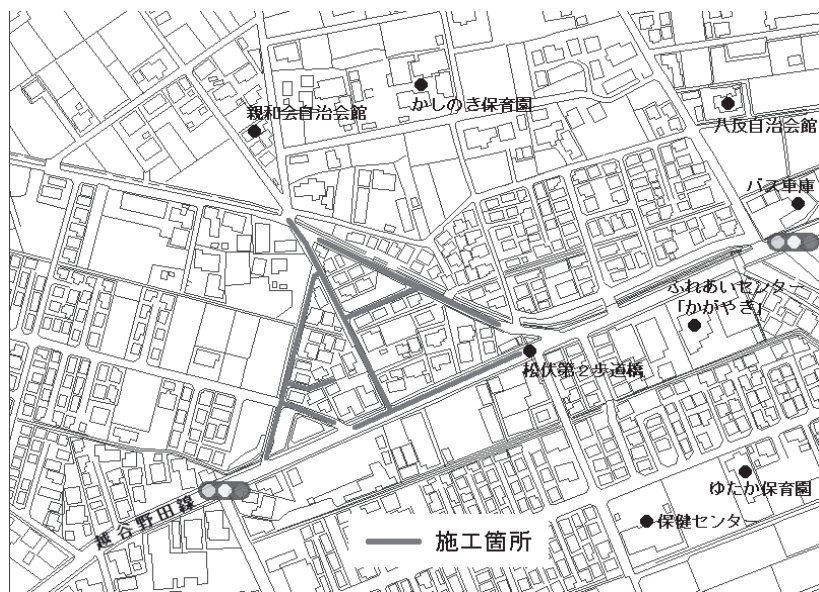 かしのき保育園
親和会自治会館
八反自治会館
バス車庫
ふれあいセンター
「かがやき」
松伏第2歩道橋
ゆたか保育園
保健センター
越谷野田線
施工箇所